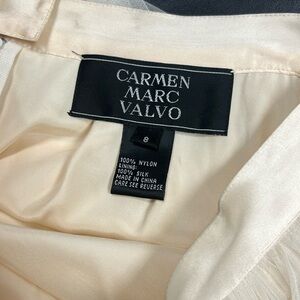 CARMEN
MARC
VALVO
8
100% NYLON
LINING:
100% SILK
MADE IN CHINA
CARE SEE REVERSE